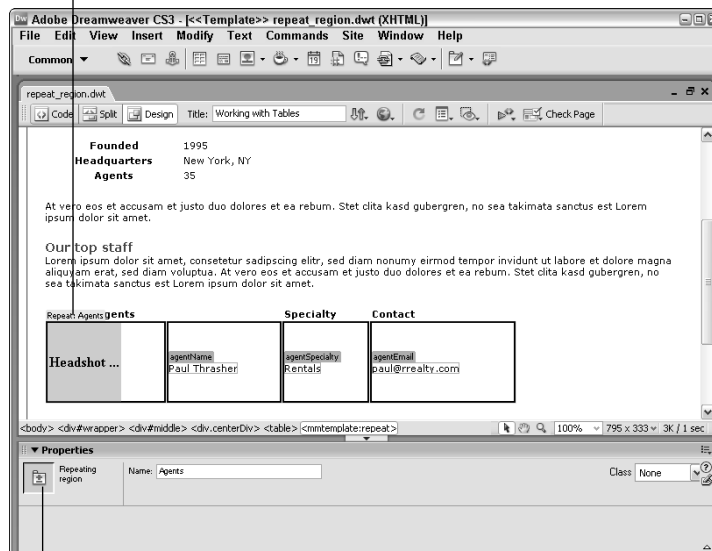 Adobe Dreamweaver CS3 - [<<Template>> repeat_region.dwt (XHTML)]
File Edit View Insert Modify Text Commands Site Window Help
Common
repeat_region.dwt
Code Split Design Title: Working with Tables Check Page
Founded 1995
Headquarters New York, NY
Agents 35
At vero eos et accusam et justo duo dolores et ea rebum. Stet clita kasd gubergren, no sea takimata sanctus est Lorem
ipsum dolor sit amet.
Our top staff
Lorem ipsum dolor sit amet, consetetur sadipscing elitr, sed diam nonumy eirmod tempor invidunt ut labore et dolore magna
aliquyam erat, sed diam voluptua. At vero eos et accusam et justo duo dolores et ea rebum. Stet clita kasd gubergren, no
sea takimata sanctus est Lorem ipsum dolor sit amet.
Repeat: Agents gents Specialty Contact
Headshot ...
agentName agentSpecialty agentEmail
Paul Thrasher Rentals paul@rrealty.com
<body> <div#wrapper> <div#middle> <div.centerDiv> <table> <mmtemplate:repeat> 100% 795 x 333 3K / 1 sec
Properties
Repeating
region
Name: Agents Class None